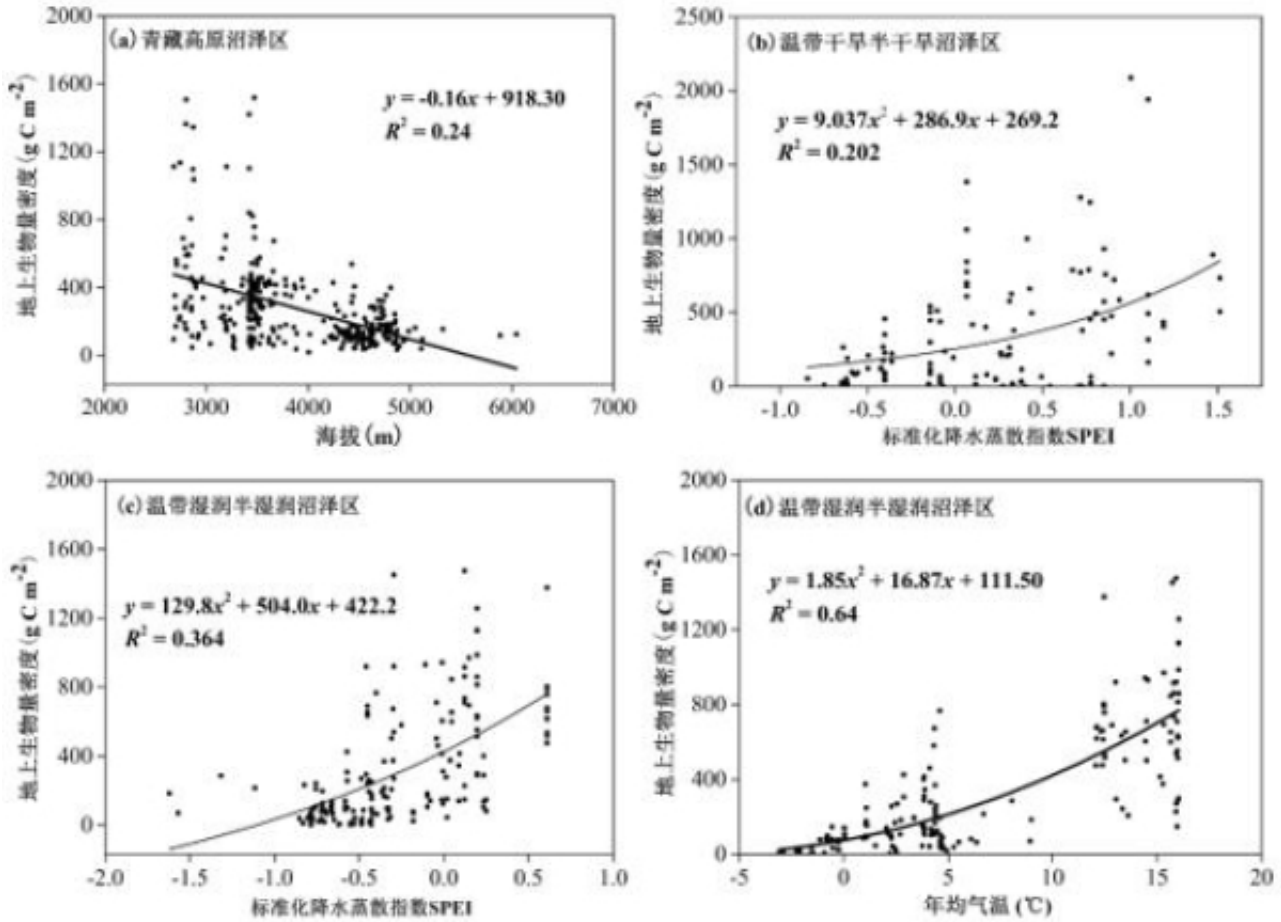 (a) 青藏高原沼泽区
y = -0.16x + 918.30
R² = 0.24
地上生物量密度 (g C m⁻²)
2000
1600
1200
800
400
0
2000 3000 4000 5000 6000 7000
海拔 (m)
(b) 温带干旱半干旱沼泽区
y = 9.037x² + 286.9x + 269.2
R² = 0.202
地上生物量密度 (g C m⁻²)
2500
2000
1500
1000
500
0
-1.0 -0.5 0.0 0.5 1.0 1.5
标准化降水蒸散指数SPEI
(c) 温带湿润半湿润沼泽区
y = 129.8x² + 504.0x + 422.2
R² = 0.364
地上生物量密度 (g C m⁻²)
2000
1600
1200
800
400
0
-2.0 -1.5 -1.0 -0.5 0.0 0.5 1.0
标准化降水蒸散指数SPEI
(d) 温带湿润半湿润沼泽区
y = 1.85x² + 16.87x + 111.50
R² = 0.64
地上生物量密度 (g C m⁻²)
2000
1600
1200
800
400
0
-5 0 5 10 15 20
年均气温 (℃)